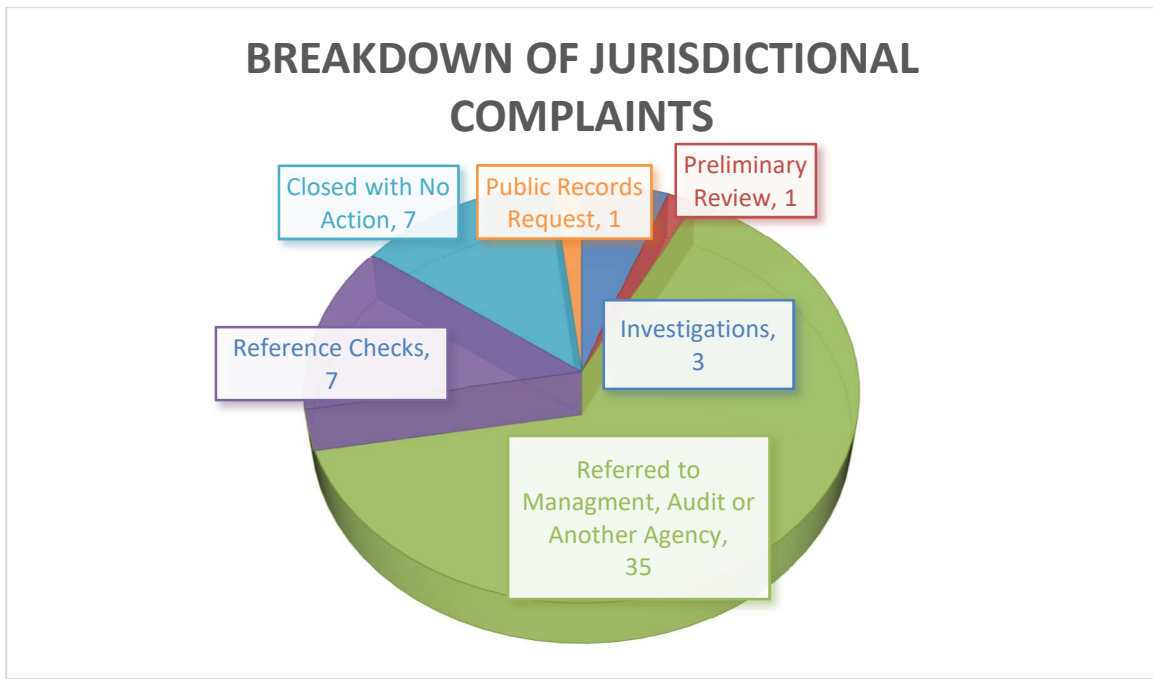 BREAKDOWN OF JURISDICTIONAL
COMPLAINTS
Closed with No
Action, 7
Public Records
Request, 1
Preliminary
Review, 1
Reference Checks,
7
Investigations,
3
Referred to
Managment, Audit or
Another Agency,
35